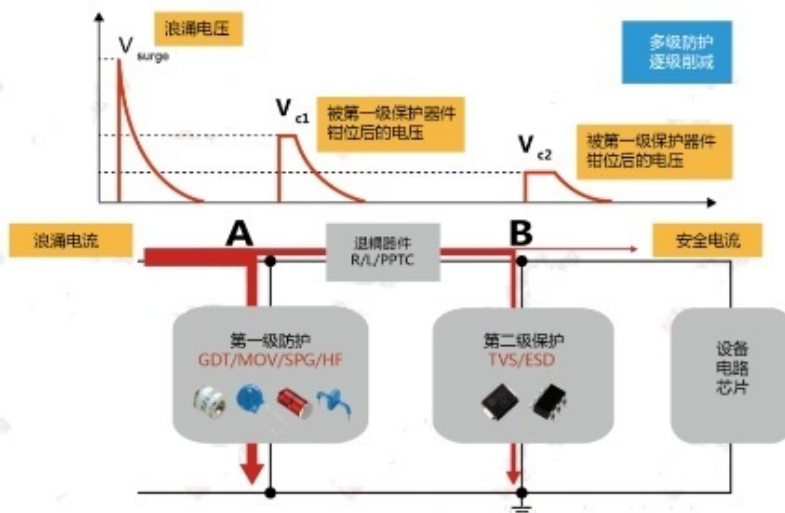 浪涌电压
V surge
多级防护
逐级削减
V c1
被第一级保护器件
钳位后的电压
V c2
被第一级保护器件
钳位后的电压
浪涌电流
A
退耦器件
R/L/PPTC
B
安全电流
第一级防护
GDT/MOV/SPG/HF
第二级保护
TVS/ESD
设备
电路
芯片